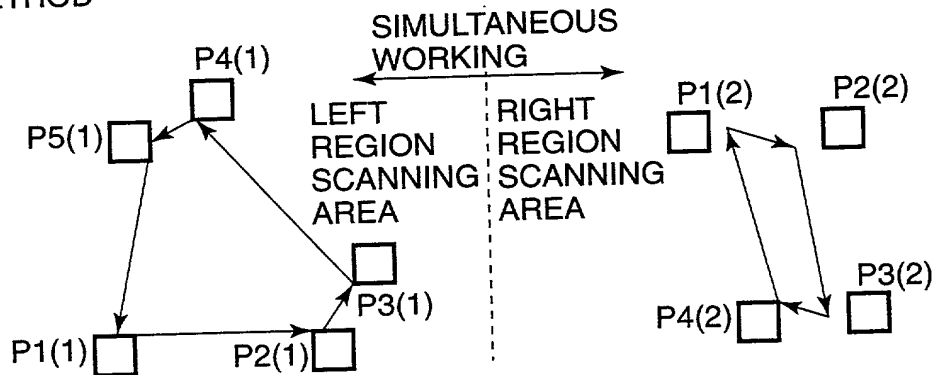 SIMULTANEOUS
WORKING
P4(1)
P5(1)
LEFT
REGION
SCANNING
AREA
RIGHT
REGION
SCANNING
AREA
P1(2)
P2(2)
P3(1)
P1(1)
P2(1)
P3(2)
P4(2)